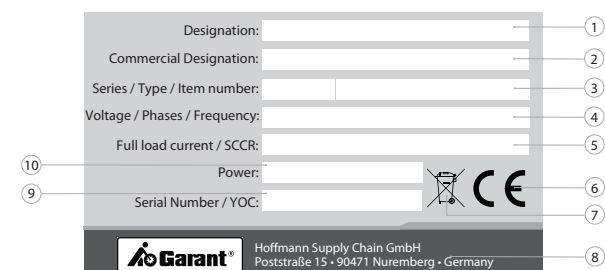 Designation: 1
Commercial Designation: 2
Series / Type / Item number: 3
Voltage / Phases / Frequency: 4
Full load current / SCCR: 5
10 Power:
CE 6
9 Serial Number / YOC:
7
Garant®
Hoffmann Supply Chain GmbH 8
Poststraße 15 • 90471 Nuremberg • Germany